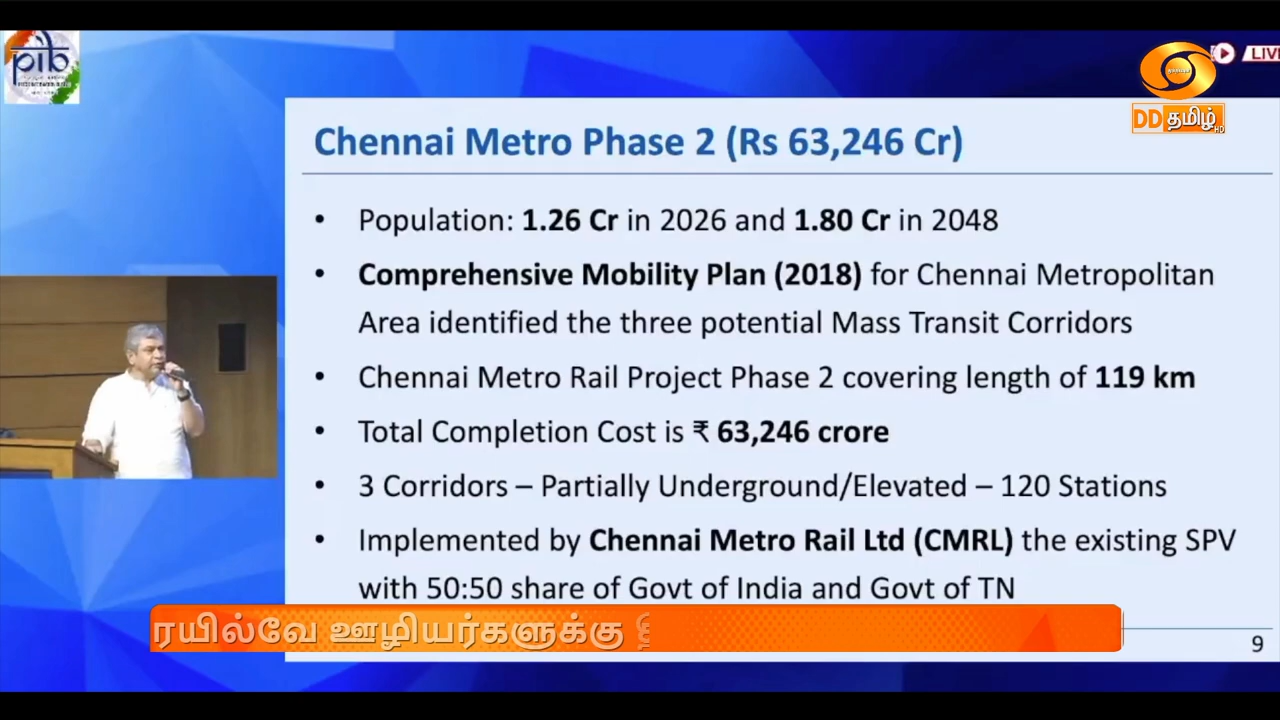 pib
LIVE
DD தமிழ் HD
Chennai Metro Phase 2 (Rs 63,246 Cr)
• Population: 1.26 Cr in 2026 and 1.80 Cr in 2048
• Comprehensive Mobility Plan (2018) for Chennai Metropolitan
Area identified the three potential Mass Transit Corridors
• Chennai Metro Rail Project Phase 2 covering length of 119 km
• Total Completion Cost is ₹ 63,246 crore
• 3 Corridors – Partially Underground/Elevated – 120 Stations
• Implemented by Chennai Metro Rail Ltd (CMRL) the existing SPV
with 50:50 share of Govt of India and Govt of TN
ரயில்வே ஊழியர்களுக்கு
9